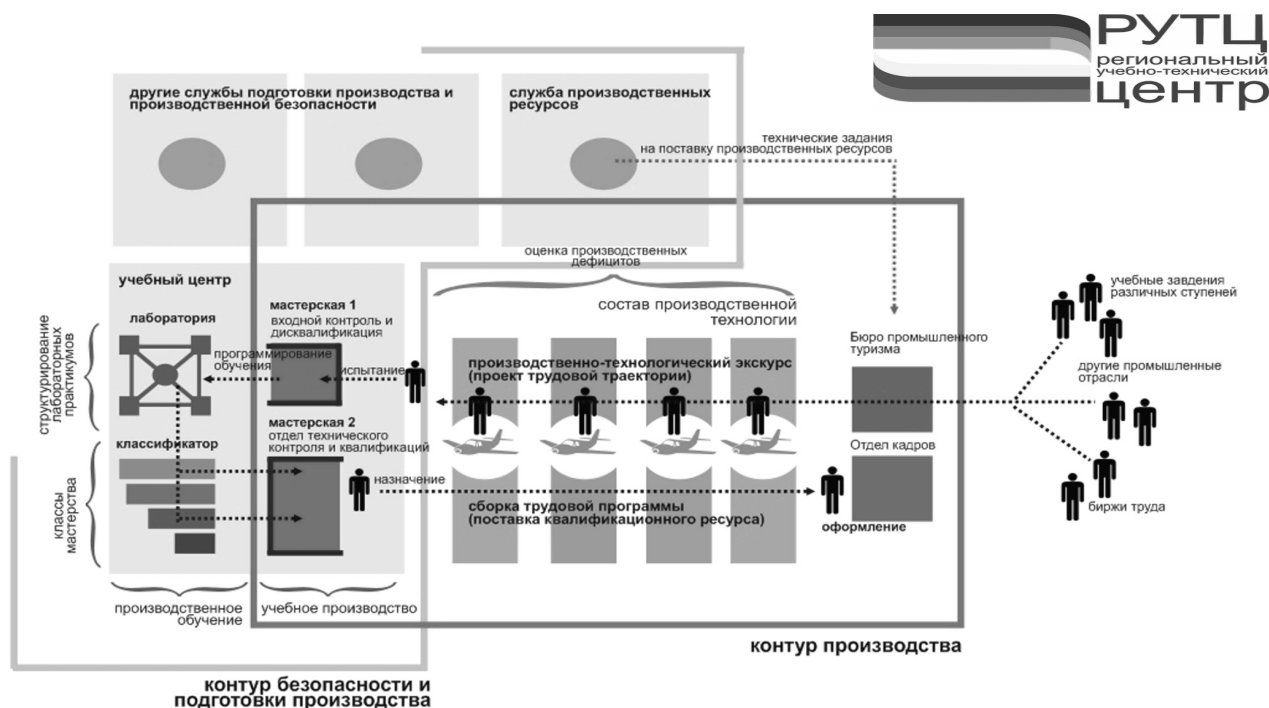 РУТЦ
региональный
учебно-технический
центр
другие службы подготовки производства и
производственной безопасности
служба производственных
ресурсов
технические задания
на поставку производственных ресурсов
оценка производственных
дефицитов
учебный центр
лаборатория
мастерская 1
входной контроль и
дисквалификация
программирование
обучения
испытание
состав производственной
технологии
производственно-технологический экскурс
(проект трудовой траектории)
Бюро промышленного
туризма
учебные завдения
различных ступеней
другие промышленные
отрасли
биржи труда
структурирование
лабораторных
практикумов
классификатор
мастерская 2
отдел технического
контроля и квалификаций
назначение
Отдел кадров
сборка трудовой программы
(поставка квалификационного ресурса)
оформление
классы
мастерства
производственное
обучение
учебное производство
контур производства
контур безопасности и
подготовки производства